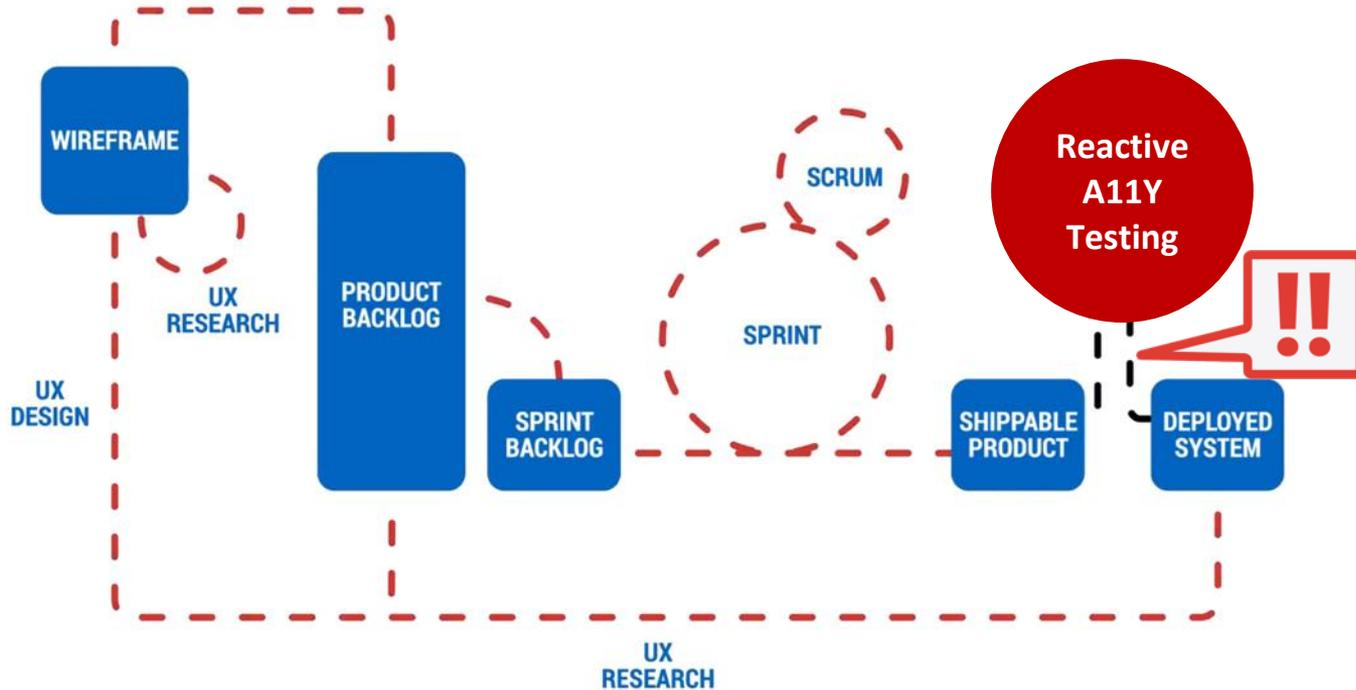 WIREFRAME
UX
RESEARCH
UX
DESIGN
PRODUCT
BACKLOG
SPRINT
BACKLOG
SPRINT
SCRUM
Reactive
A11Y
Testing
!!
SHIPPABLE
PRODUCT
DEPLOYED
SYSTEM
UX
RESEARCH